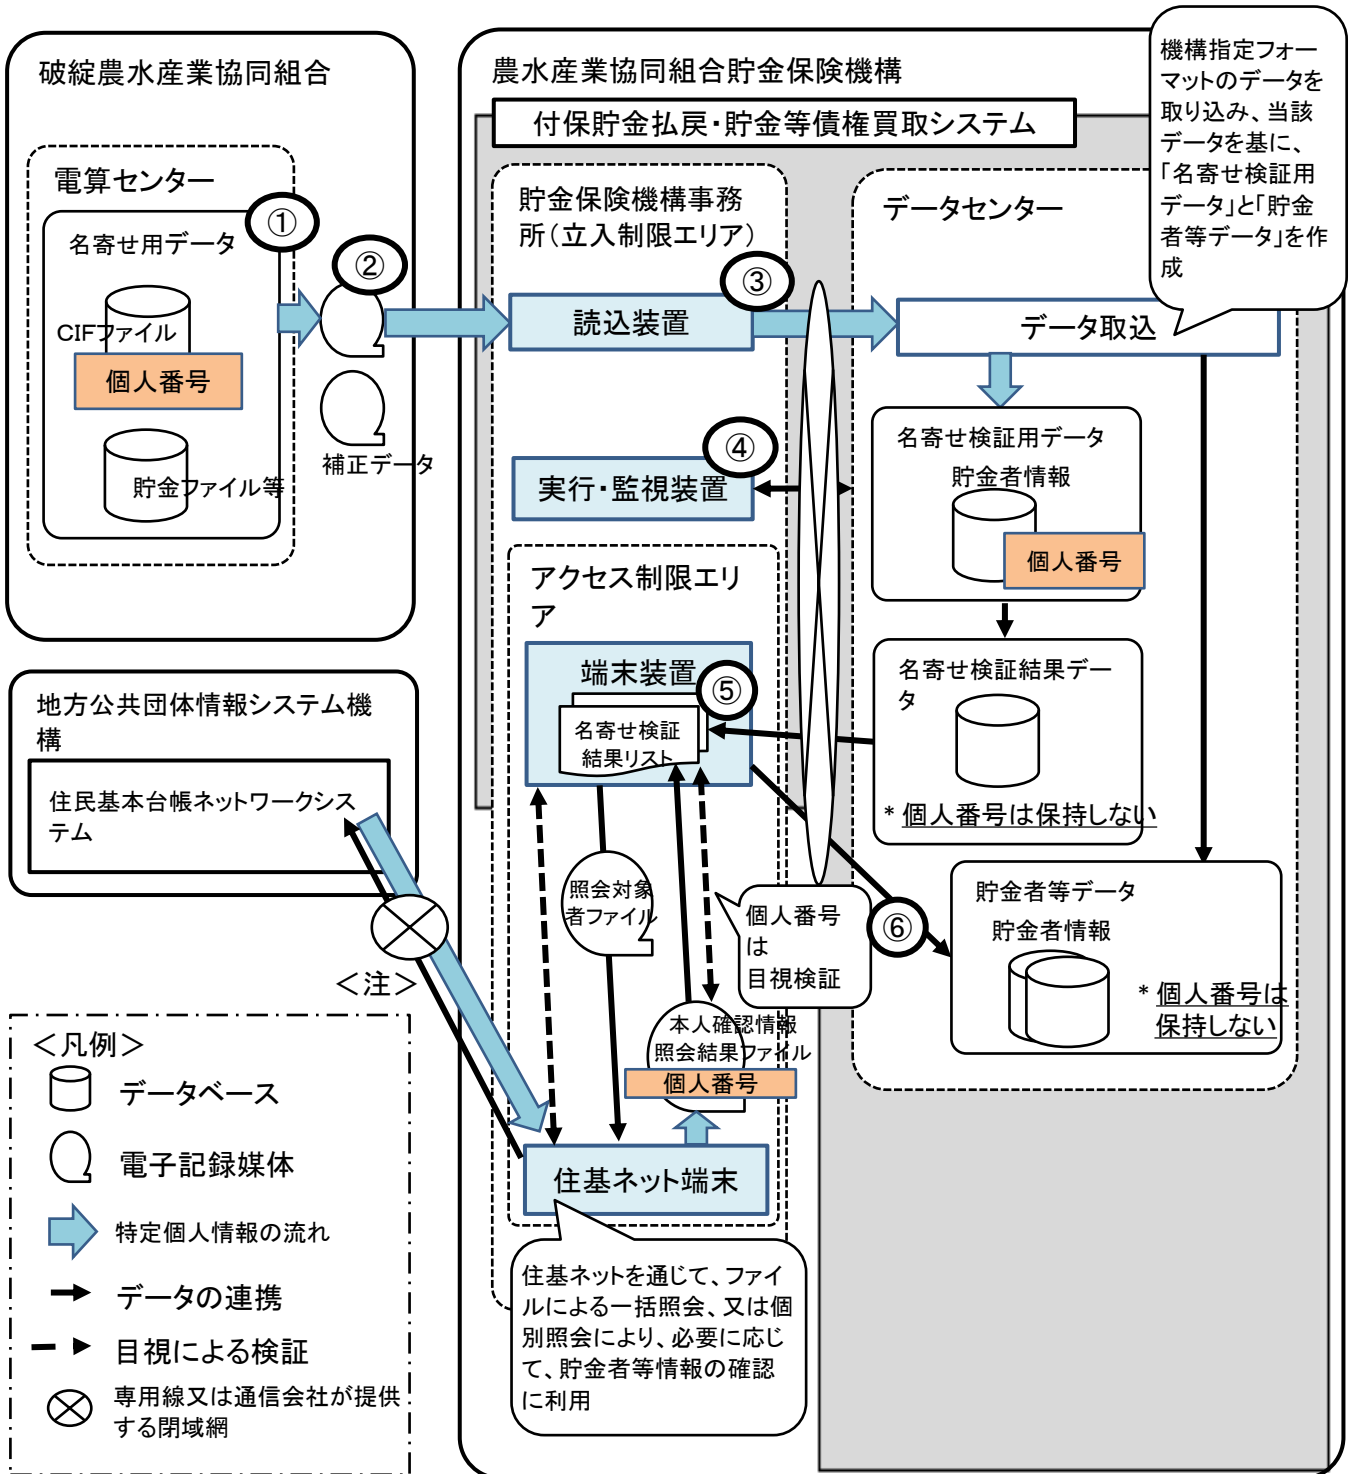 破綻農水産業協同組合
電算センター
①
名寄せ用データ
CIFファイル
個人番号
貯金ファイル等
②
補正データ
農水産業協同組合貯金保険機構
付保貯金払戻・貯金等債権買取システム
貯金保険機構事務
所（立入制限エリア）
③
読込装置
④
実行・監視装置
アクセス制限エリ
ア
端末装置
⑤
名寄せ検証
結果リスト
照会対象
者ファイル
個人番号
は
目視検証
本人確認情報
照会結果ファイル
個人番号
住基ネット端末
住基ネットを通じて、ファイ
ルによる一括照会、又は個
別照会により、必要に応じ
て、貯金者等情報の確認
に利用
データセンター
機構指定フォー
マットのデータを
取り込み、当該
データを基に、
「名寄せ検証用
データ」と「貯金
者等データ」を作
成
データ取込
名寄せ検証用データ
貯金者情報
個人番号
名寄せ検証結果デー
タ
* 個人番号は保持しない
⑥
貯金者等データ
貯金者情報
* 個人番号は
保持しない
地方公共団体情報システム機
構
住民基本台帳ネットワークシス
テム
＜注＞
＜凡例＞
データベース
電子記録媒体
特定個人情報の流れ
データの連携
目視による検証
専用線又は通信会社が提供
する閉域網